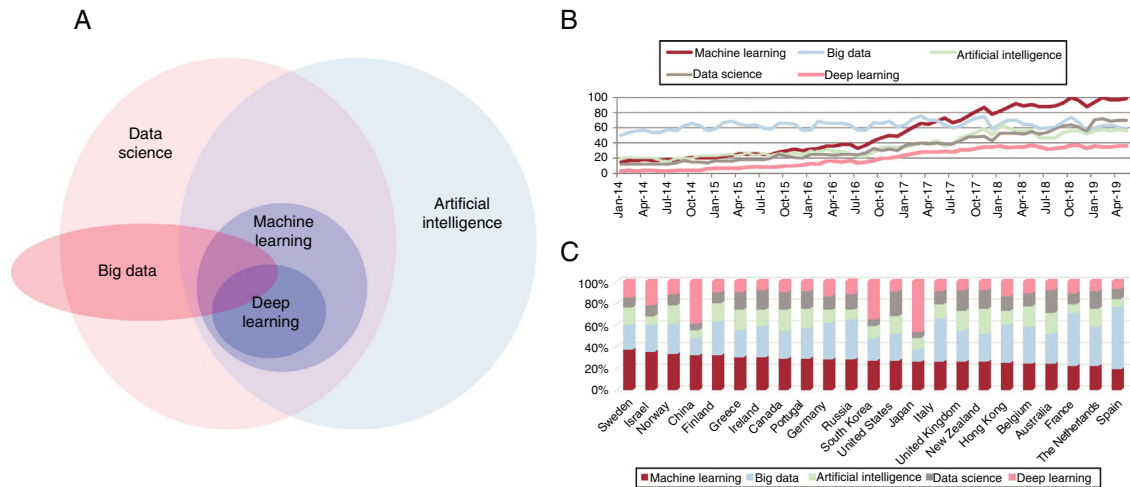 A
Data
science
Big data
Machine
learning
Deep
learning
Artificial
intelligence
B
Machine learning
Big data
Artificial intelligence
Data science
Deep learning
100
80
60
40
20
0
Jan-14
Apr-14
Jul-14
Oct-14
Jan-15
Apr-15
Jul-15
Oct-15
Jan-16
Apr-16
Jul-16
Oct-16
Jan-17
Apr-17
Jul-17
Oct-17
Jan-18
Apr-18
Jul-18
Oct-18
Jan-19
Apr-19
C
100%
80%
60%
40%
20%
0%
Sweden
Israel
Norway
China
Finland
Greece
Ireland
Canada
Portugal
Germany
Russia
South Korea
United States
Japan
Italy
United Kingdom
New Zealand
Hong Kong
Belgium
Australia
France
The Netherlands
Spain
Machine learning
Big data
Artificial intelligence
Data science
Deep learning